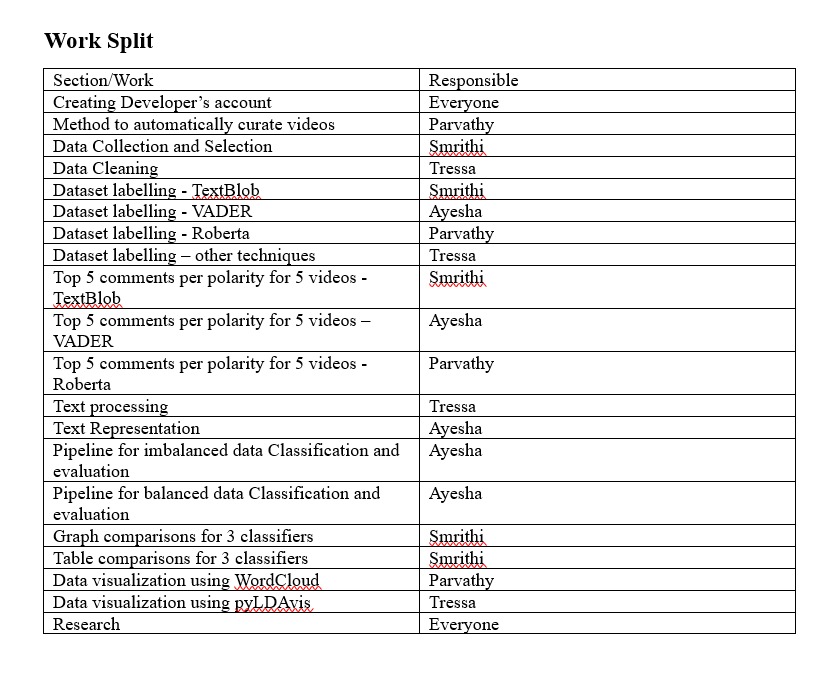 Work Split
Section/Work Responsible
Creating Developer’s account Everyone
Method to automatically curate videos Parvathy
Data Collection and Selection Smrithi
Data Cleaning Tressa
Dataset labelling - TextBlob Smrithi
Dataset labelling - VADER Ayesha
Dataset labelling - Roberta Parvathy
Dataset labelling – other techniques Tressa
Top 5 comments per polarity for 5 videos - Smrithi
TextBlob
Top 5 comments per polarity for 5 videos – Ayesha
VADER
Top 5 comments per polarity for 5 videos - Parvathy
Roberta
Text processing Tressa
Text Representation Ayesha
Pipeline for imbalanced data Classification and Ayesha
evaluation
Pipeline for balanced data Classification and Ayesha
evaluation
Graph comparisons for 3 classifiers Smrithi
Table comparisons for 3 classifiers Smrithi
Data visualization using WordCloud Parvathy
Data visualization using pyLDAvis Tressa
Research Everyone